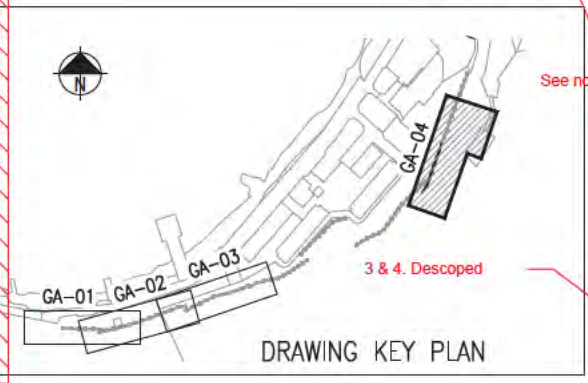 N
See no
GA-04
3 & 4. Descoped
GA-03
GA-02
GA-01
DRAWING KEY PLAN